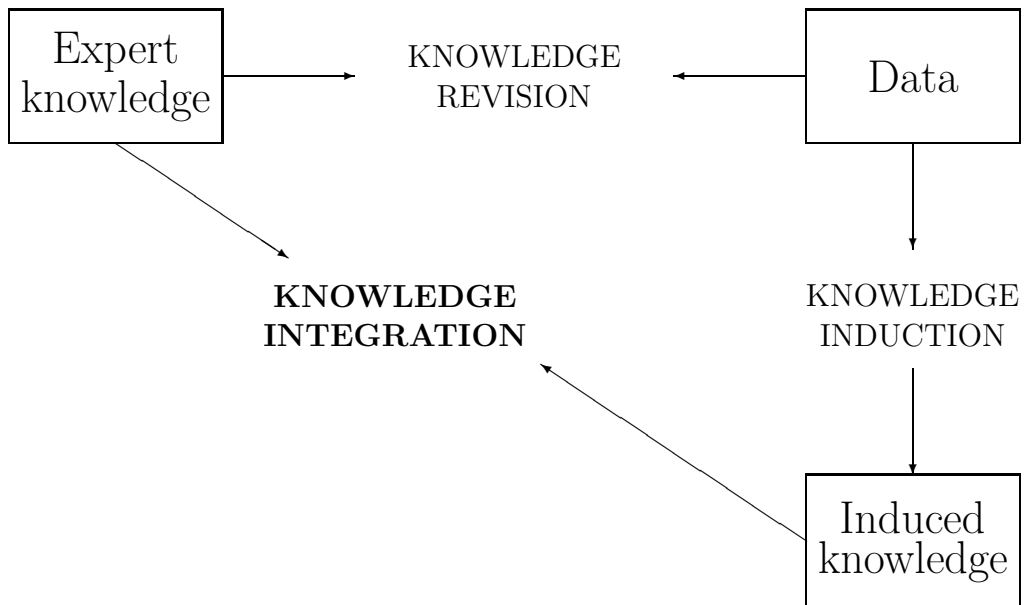 Expert
knowledge
KNOWLEDGE
REVISION
Data
KNOWLEDGE
INTEGRATION
KNOWLEDGE
INDUCTION
Induced
knowledge